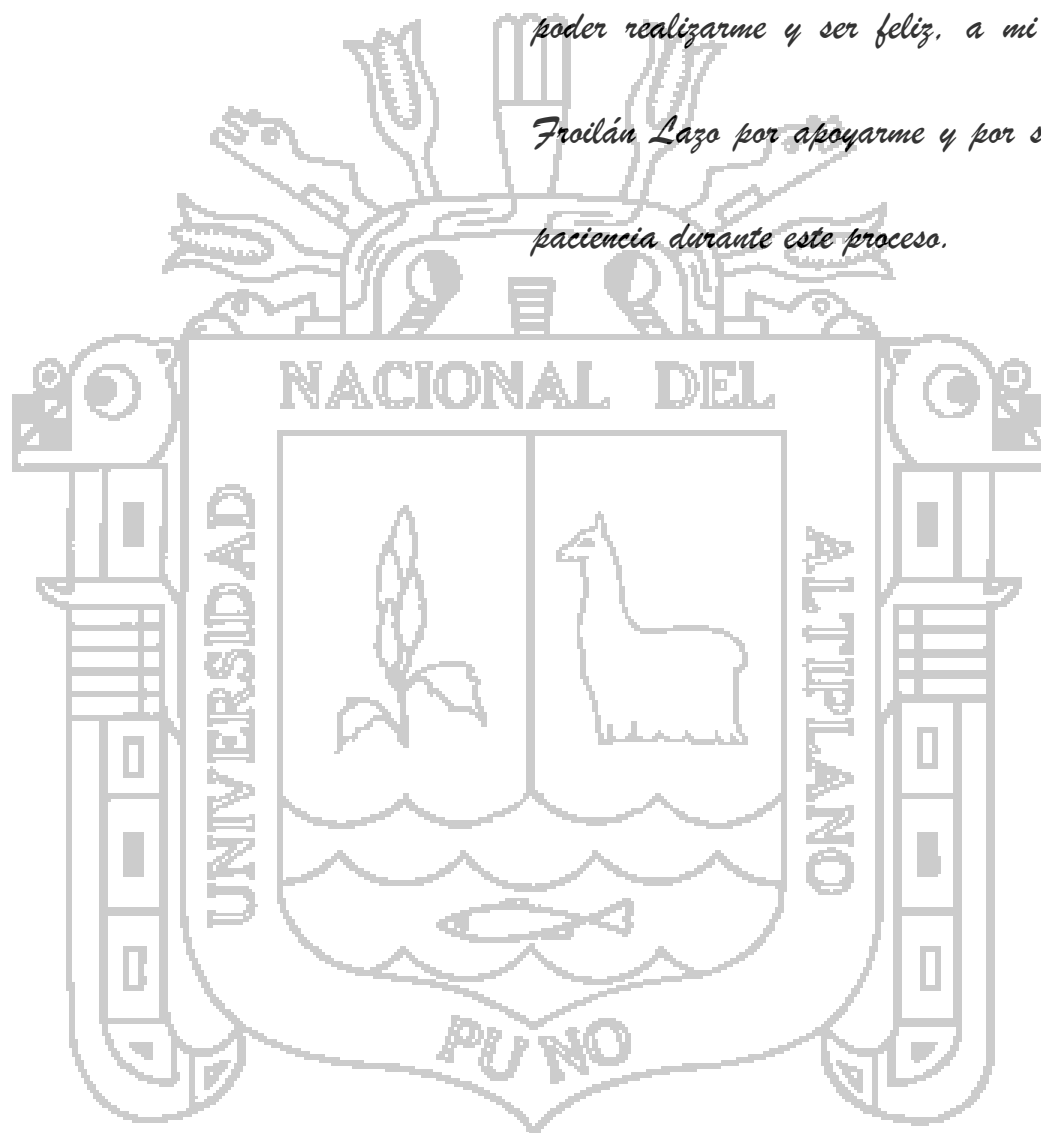 poder realizarme y ser feliz, a mi
Froilán Lazo por apoyarme y por s
paciencia durante este proceso.
NACIONAL DEL
UNIVERSIDAD
ALTIPLANO
PUNO